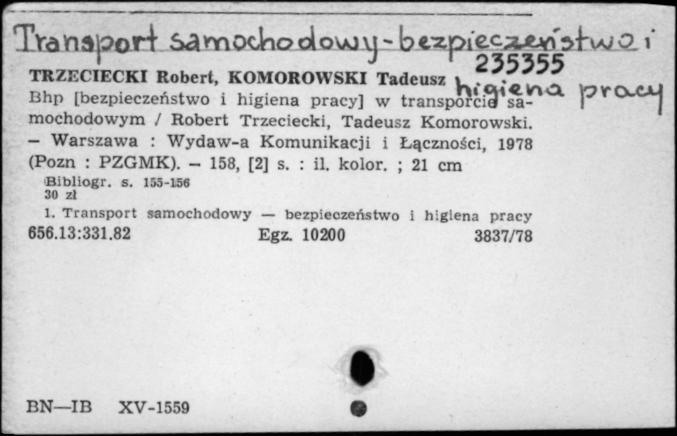 Transport samochodowy-bezpieczeństwo i
235355
higiena pracy
TRZECIECKI Robert, KOMOROWSKI Tadeusz
Bhp [bezpieczeństwo i higiena pracy] w transporcie sa-
mochodowym / Robert Trzeciecki, Tadeusz Komorowski.
— Warszawa : Wydaw-a Komunikacji i Łączności, 1978
(Pozn : PZGMK). — 158, [2] s. : il. kolor. ; 21 cm
Bibliogr. s. 155-156
30 zł
1. Transport samochodowy — bezpieczeństwo i higiena pracy
656.13:331.82 Egz. 10200 3837/78
BN—IB XV-1559